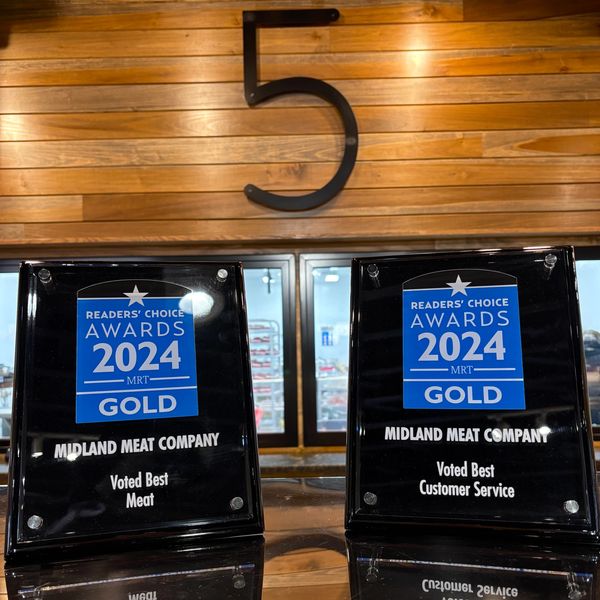 5
READERS' CHOICE
AWARDS
2024
MRT
GOLD
MIDLAND MEAT COMPANY
Voted Best
Meat
READERS' CHOICE
AWARDS
2024
MRT
GOLD
MIDLAND MEAT COMPANY
Voted Best
Customer Service